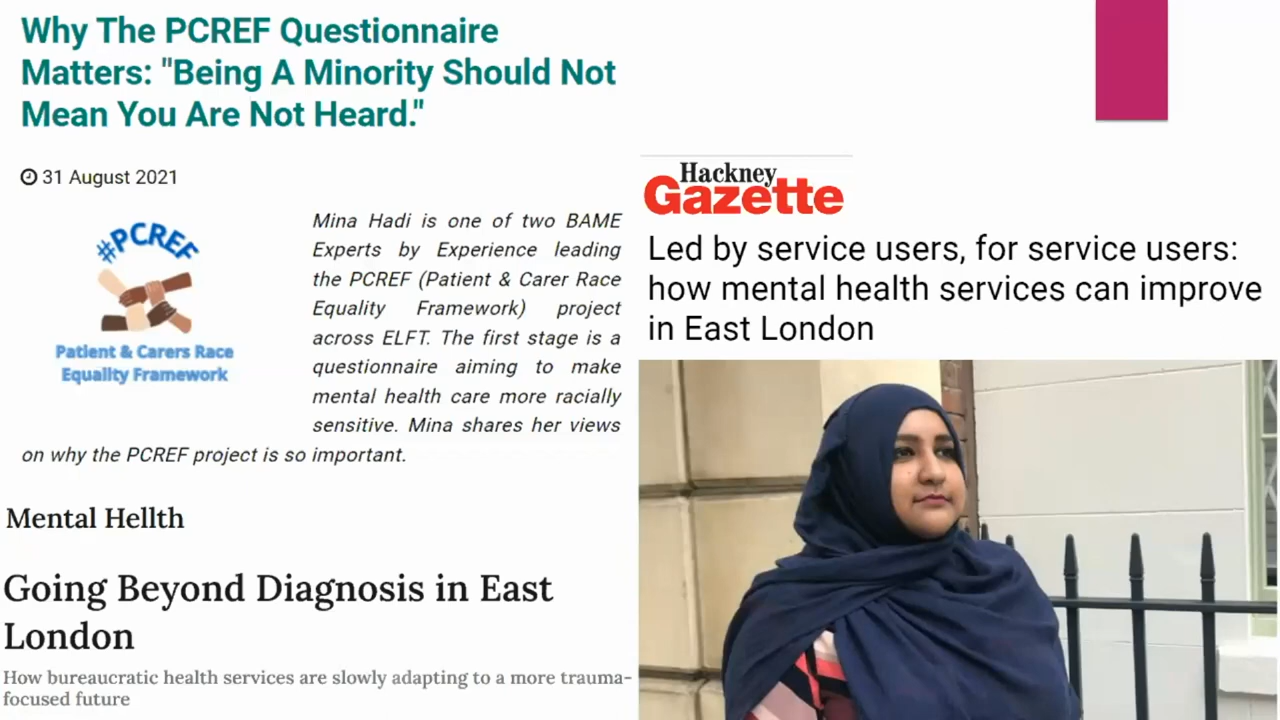 Why The PCREF Questionnaire
Matters: "Being A Minority Should Not
Mean You Are Not Heard."
31 August 2021
#PCREF
Patient & Carers Race
Equality Framework
Mina Hadi is one of two BAME
Experts by Experience leading
the PCREF (Patient & Carer Race
Equality Framework) project
across ELFT. The first stage is a
questionnaire aiming to make
mental health care more racially
sensitive. Mina shares her views
on why the PCREF project is so important.
Mental Hellth
Going Beyond Diagnosis in East
London
How bureaucratic health services are slowly adapting to a more trauma-
focused future
Hackney
Gazette
Led by service users, for service users:
how mental health services can improve
in East London